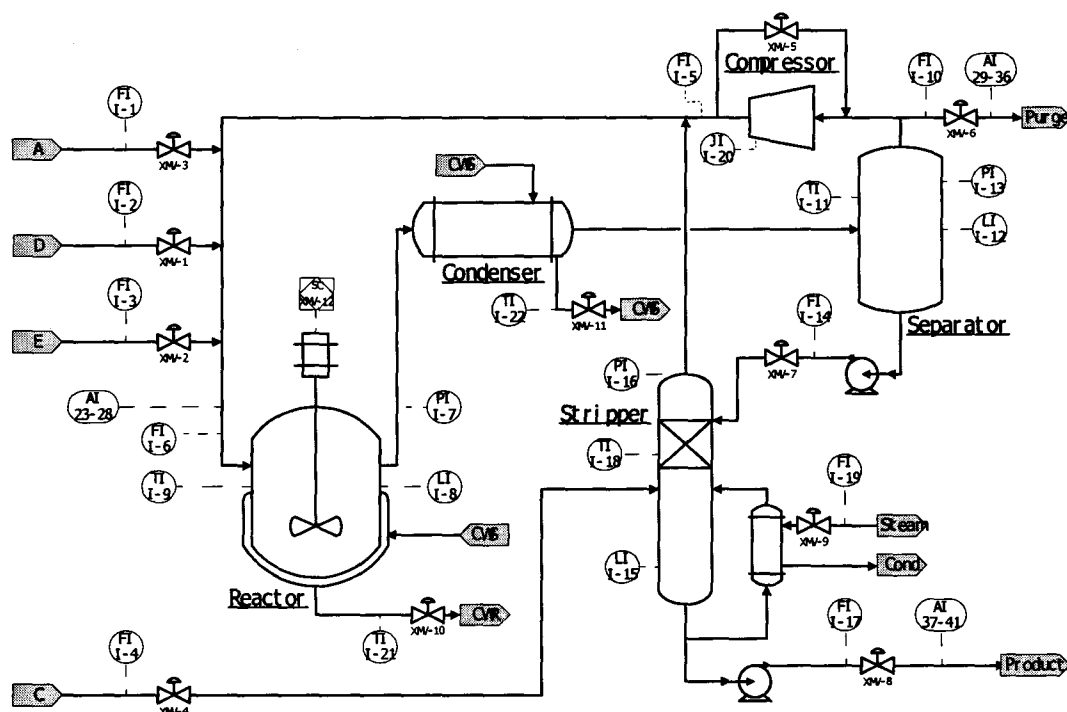 XMV-5
FI
I-5
Compressor
FI
I-10
AI
29-36
Purge
XMV-6
FI
I-1
A
XMV-3
JI
I-20
CWS
PI
I-13
TI
I-11
FI
I-2
D
XMV-1
LI
I-12
Condenser
SC
XMV-12
FI
I-3
TI
I-22
XMV-11
CWS
FI
I-14
Separator
E
XMV-2
XMV-7
PI
I-16
AI
23-28
PI
I-7
Stripper
FI
I-6
TI
I-18
TI
I-9
LI
I-8
FI
I-19
CWS
Steam
XMV-9
LI
I-15
Cond
Reactor
CWR
XMV-10
FI
I-17
AI
37-41
TI
I-21
FI
I-4
Product
XMV-8
C
XMV-4